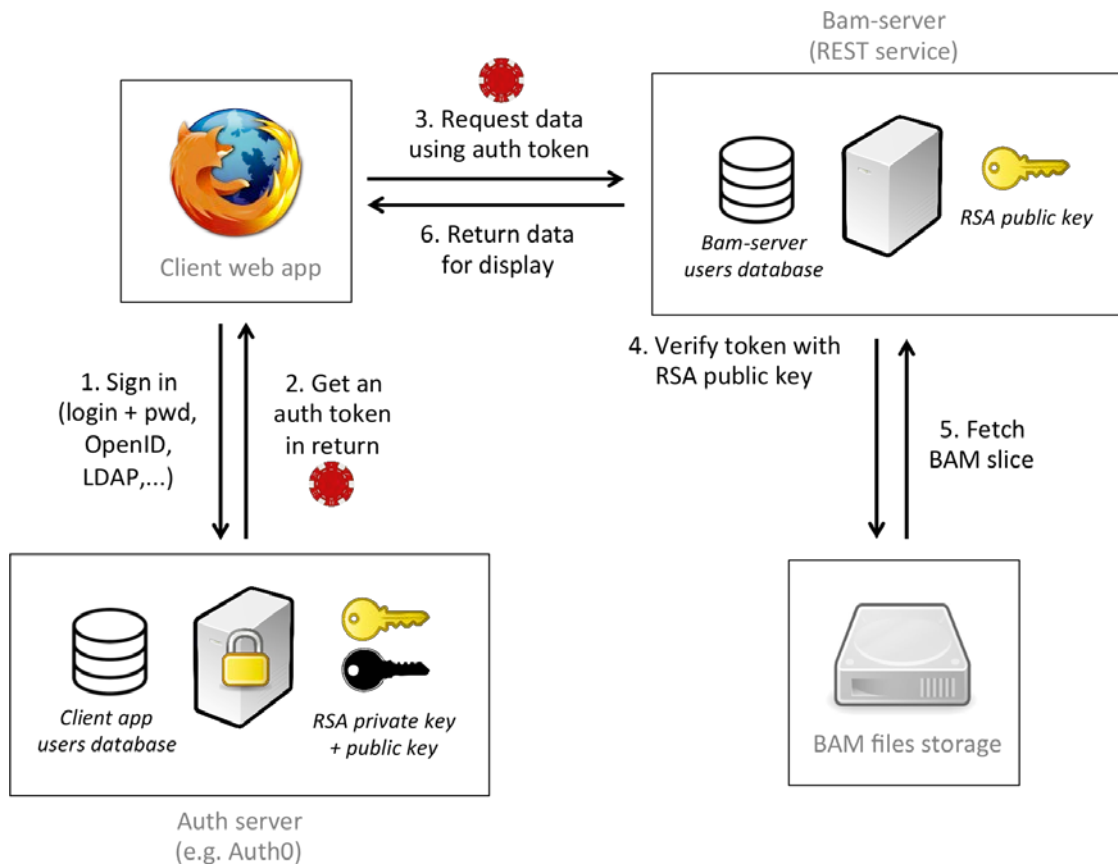 Bam-server
(REST service)
3. Request data
using auth token
6. Return data
for display
Client web app
Bam-server
users database
RSA public key
1. Sign in
(login + pwd,
OpenID,
LDAP,...)
2. Get an
auth token
in return
4. Verify token with
RSA public key
5. Fetch
BAM slice
Client app
users database
RSA private key
+ public key
BAM files storage
Auth server
(e.g. Auth0)